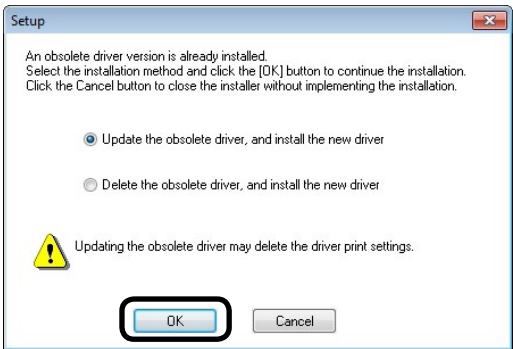 Setup
An obsolete driver version is already installed.
Select the installation method and click the [OK] button to continue the installation.
Click the Cancel button to close the installer without implementing the installation.
Update the obsolete driver, and install the new driver
Delete the obsolete driver, and install the new driver
Updating the obsolete driver may delete the driver print settings.
OK
Cancel